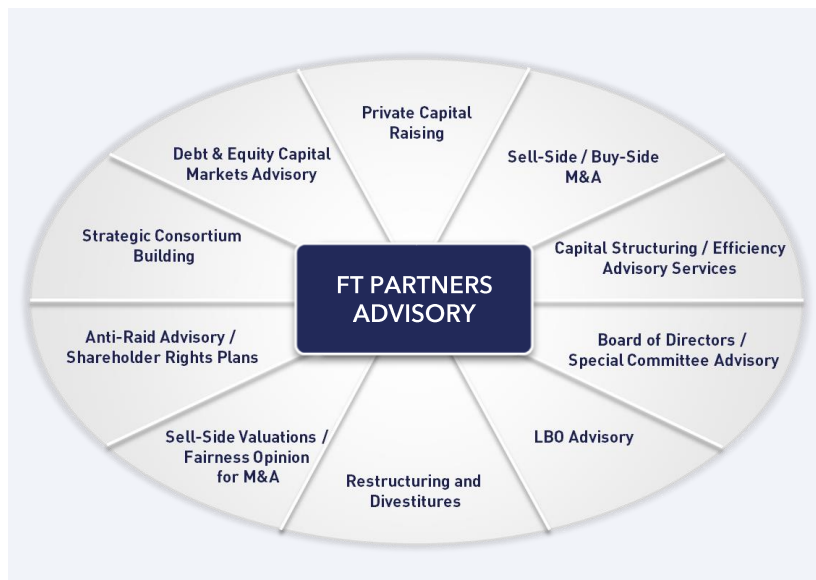 Private Capital
Raising
Debt & Equity Capital
Markets Advisory
Sell-Side / Buy-Side
M&A
Strategic Consortium
Building
Capital Structuring / Efficiency
Advisory Services
FT PARTNERS
ADVISORY
Anti-Raid Advisory /
Shareholder Rights Plans
Board of Directors /
Special Committee Advisory
Sell-Side Valuations /
Fairness Opinion
for M&A
LBO Advisory
Restructuring and
Divestitures